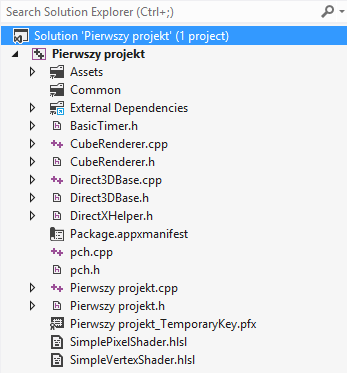 Search Solution Explorer (Ctrl+;)
Solution 'Pierwszy projekt' (1 project)
Pierwszy projekt
Assets
Common
External Dependencies
BasicTimer.h
CubeRenderer.cpp
CubeRenderer.h
Direct3DBase.cpp
Direct3DBase.h
DirectXHelper.h
Package.appxmanifest
pch.cpp
pch.h
Pierwszy projekt.cpp
Pierwszy projekt.h
Pierwszy projekt_TemporaryKey.pfx
SimplePixelShader.hlsl
SimpleVertexShader.hlsl